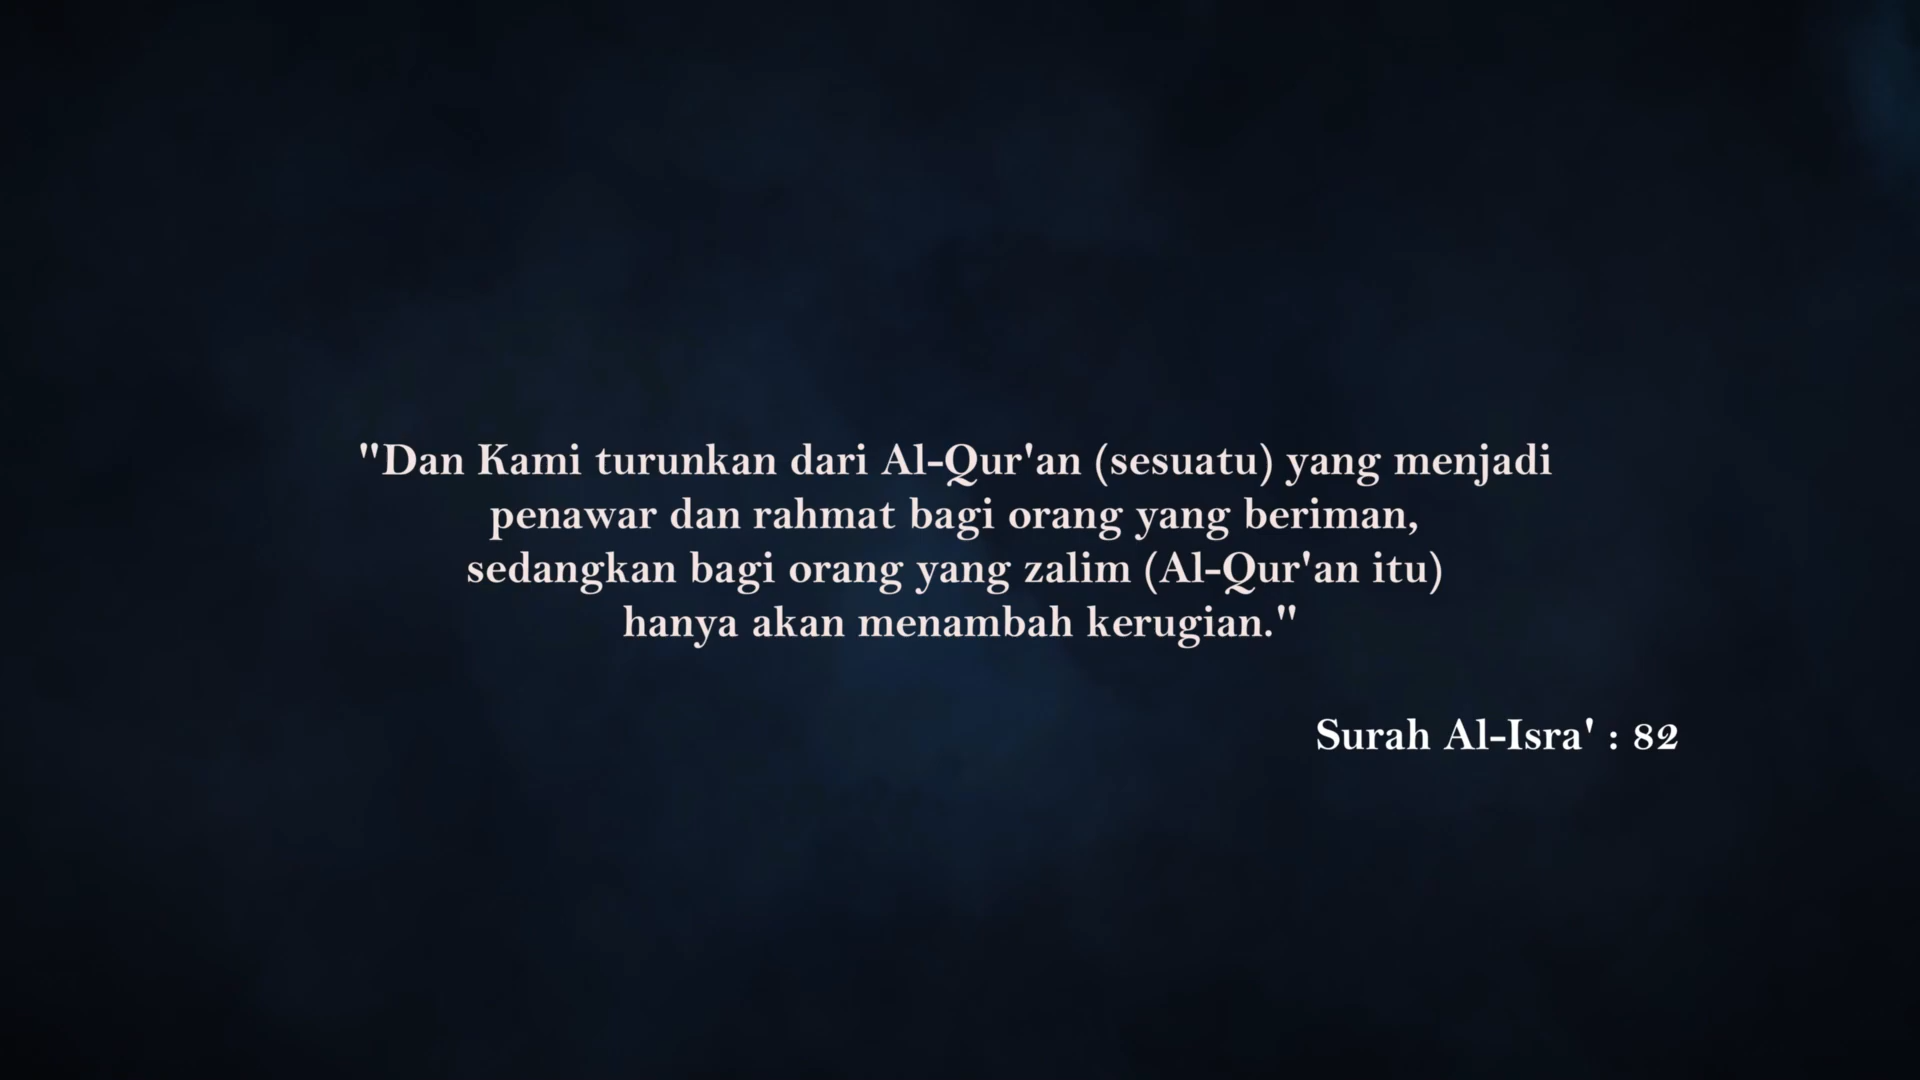 "Dan Kami turunkan dari Al-Qur'an (sesuatu) yang menjadi
penawar dan rahmat bagi orang yang beriman,
sedangkan bagi orang yang zalim (Al-Qur'an itu)
hanya akan menambah kerugian."
Surah Al-Isra' : 82